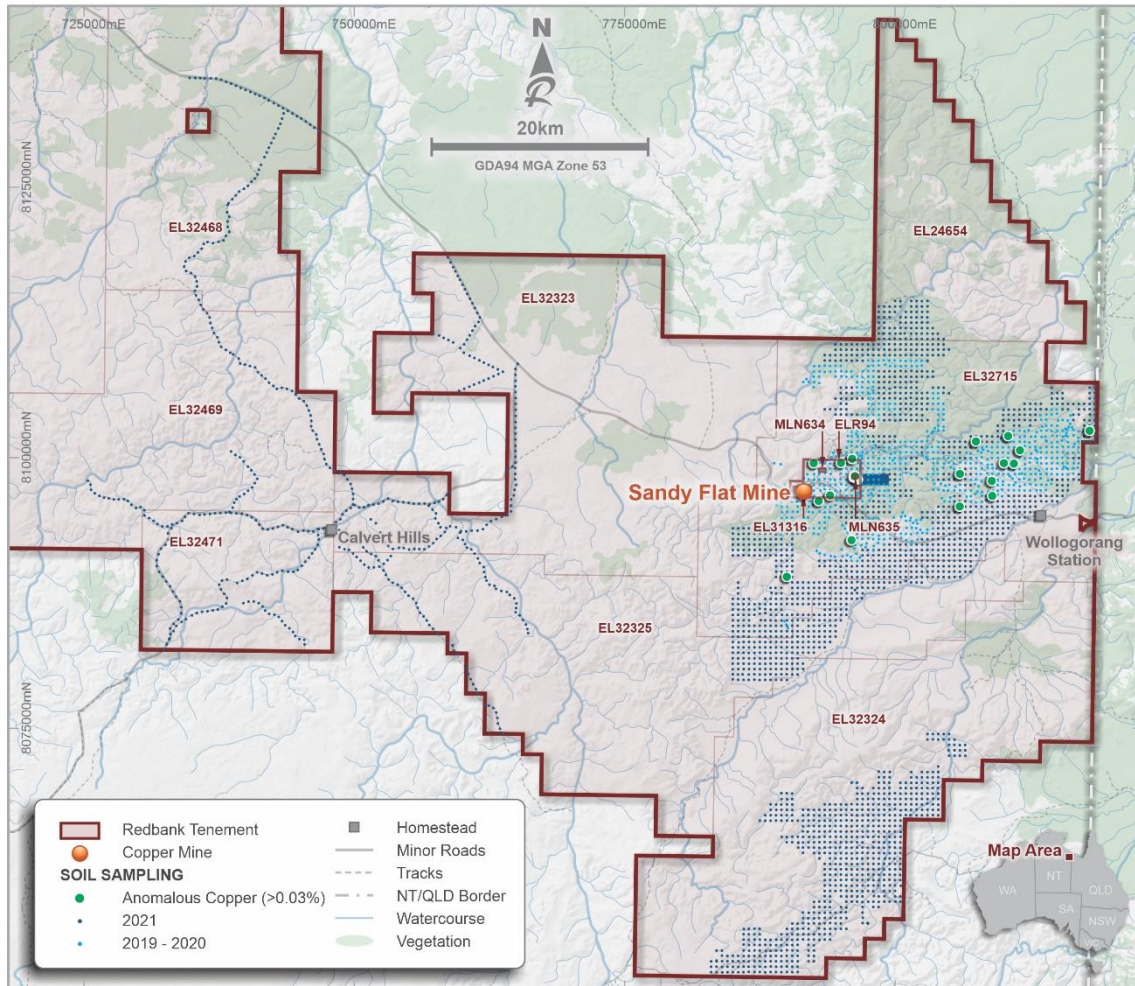 725000mE
750000mE
775000mE
800000mE
N
20km
GDA94 MGA Zone 53
8125000mN
EL32468
EL24654
EL32323
EL32715
EL32469
MLN634
ELR94
8100000mN
Sandy Flat Mine
EL31316
MLN635
Calvert Hills
EL32471
Wollogorang
Station
EL32325
EL32324
8075000mN
Redbank Tenement
Copper Mine
SOIL SAMPLING
Anomalous Copper (>0.03%)
2021
2019 - 2020
Homestead
Minor Roads
Tracks
NT/QLD Border
Watercourse
Vegetation
Map Area
WA
NT
QLD
SA
NSW
VIC